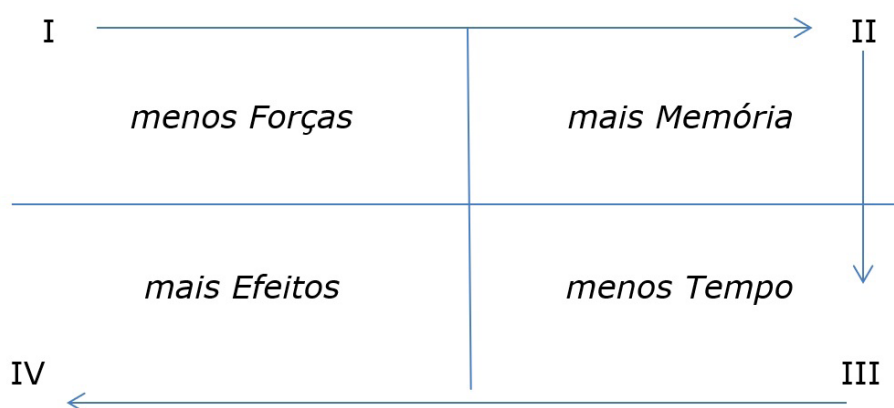 I
II
menos Forças
mais Memória
mais Efeitos
menos Tempo
IV
III